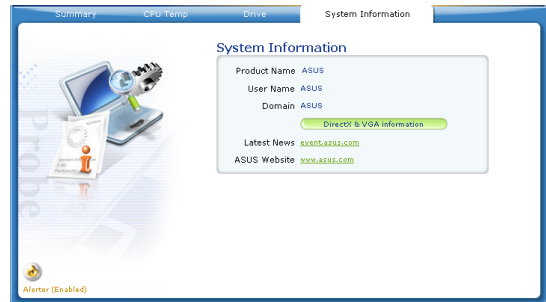 Summary CPU Temp Drive System Information
System Information
Product Name ASUS
User Name ASUS
Domain ASUS
DirectX & VGA information
Latest News event.asus.com
ASUS Website www.asus.com
Probe
Alerter (Enabled)